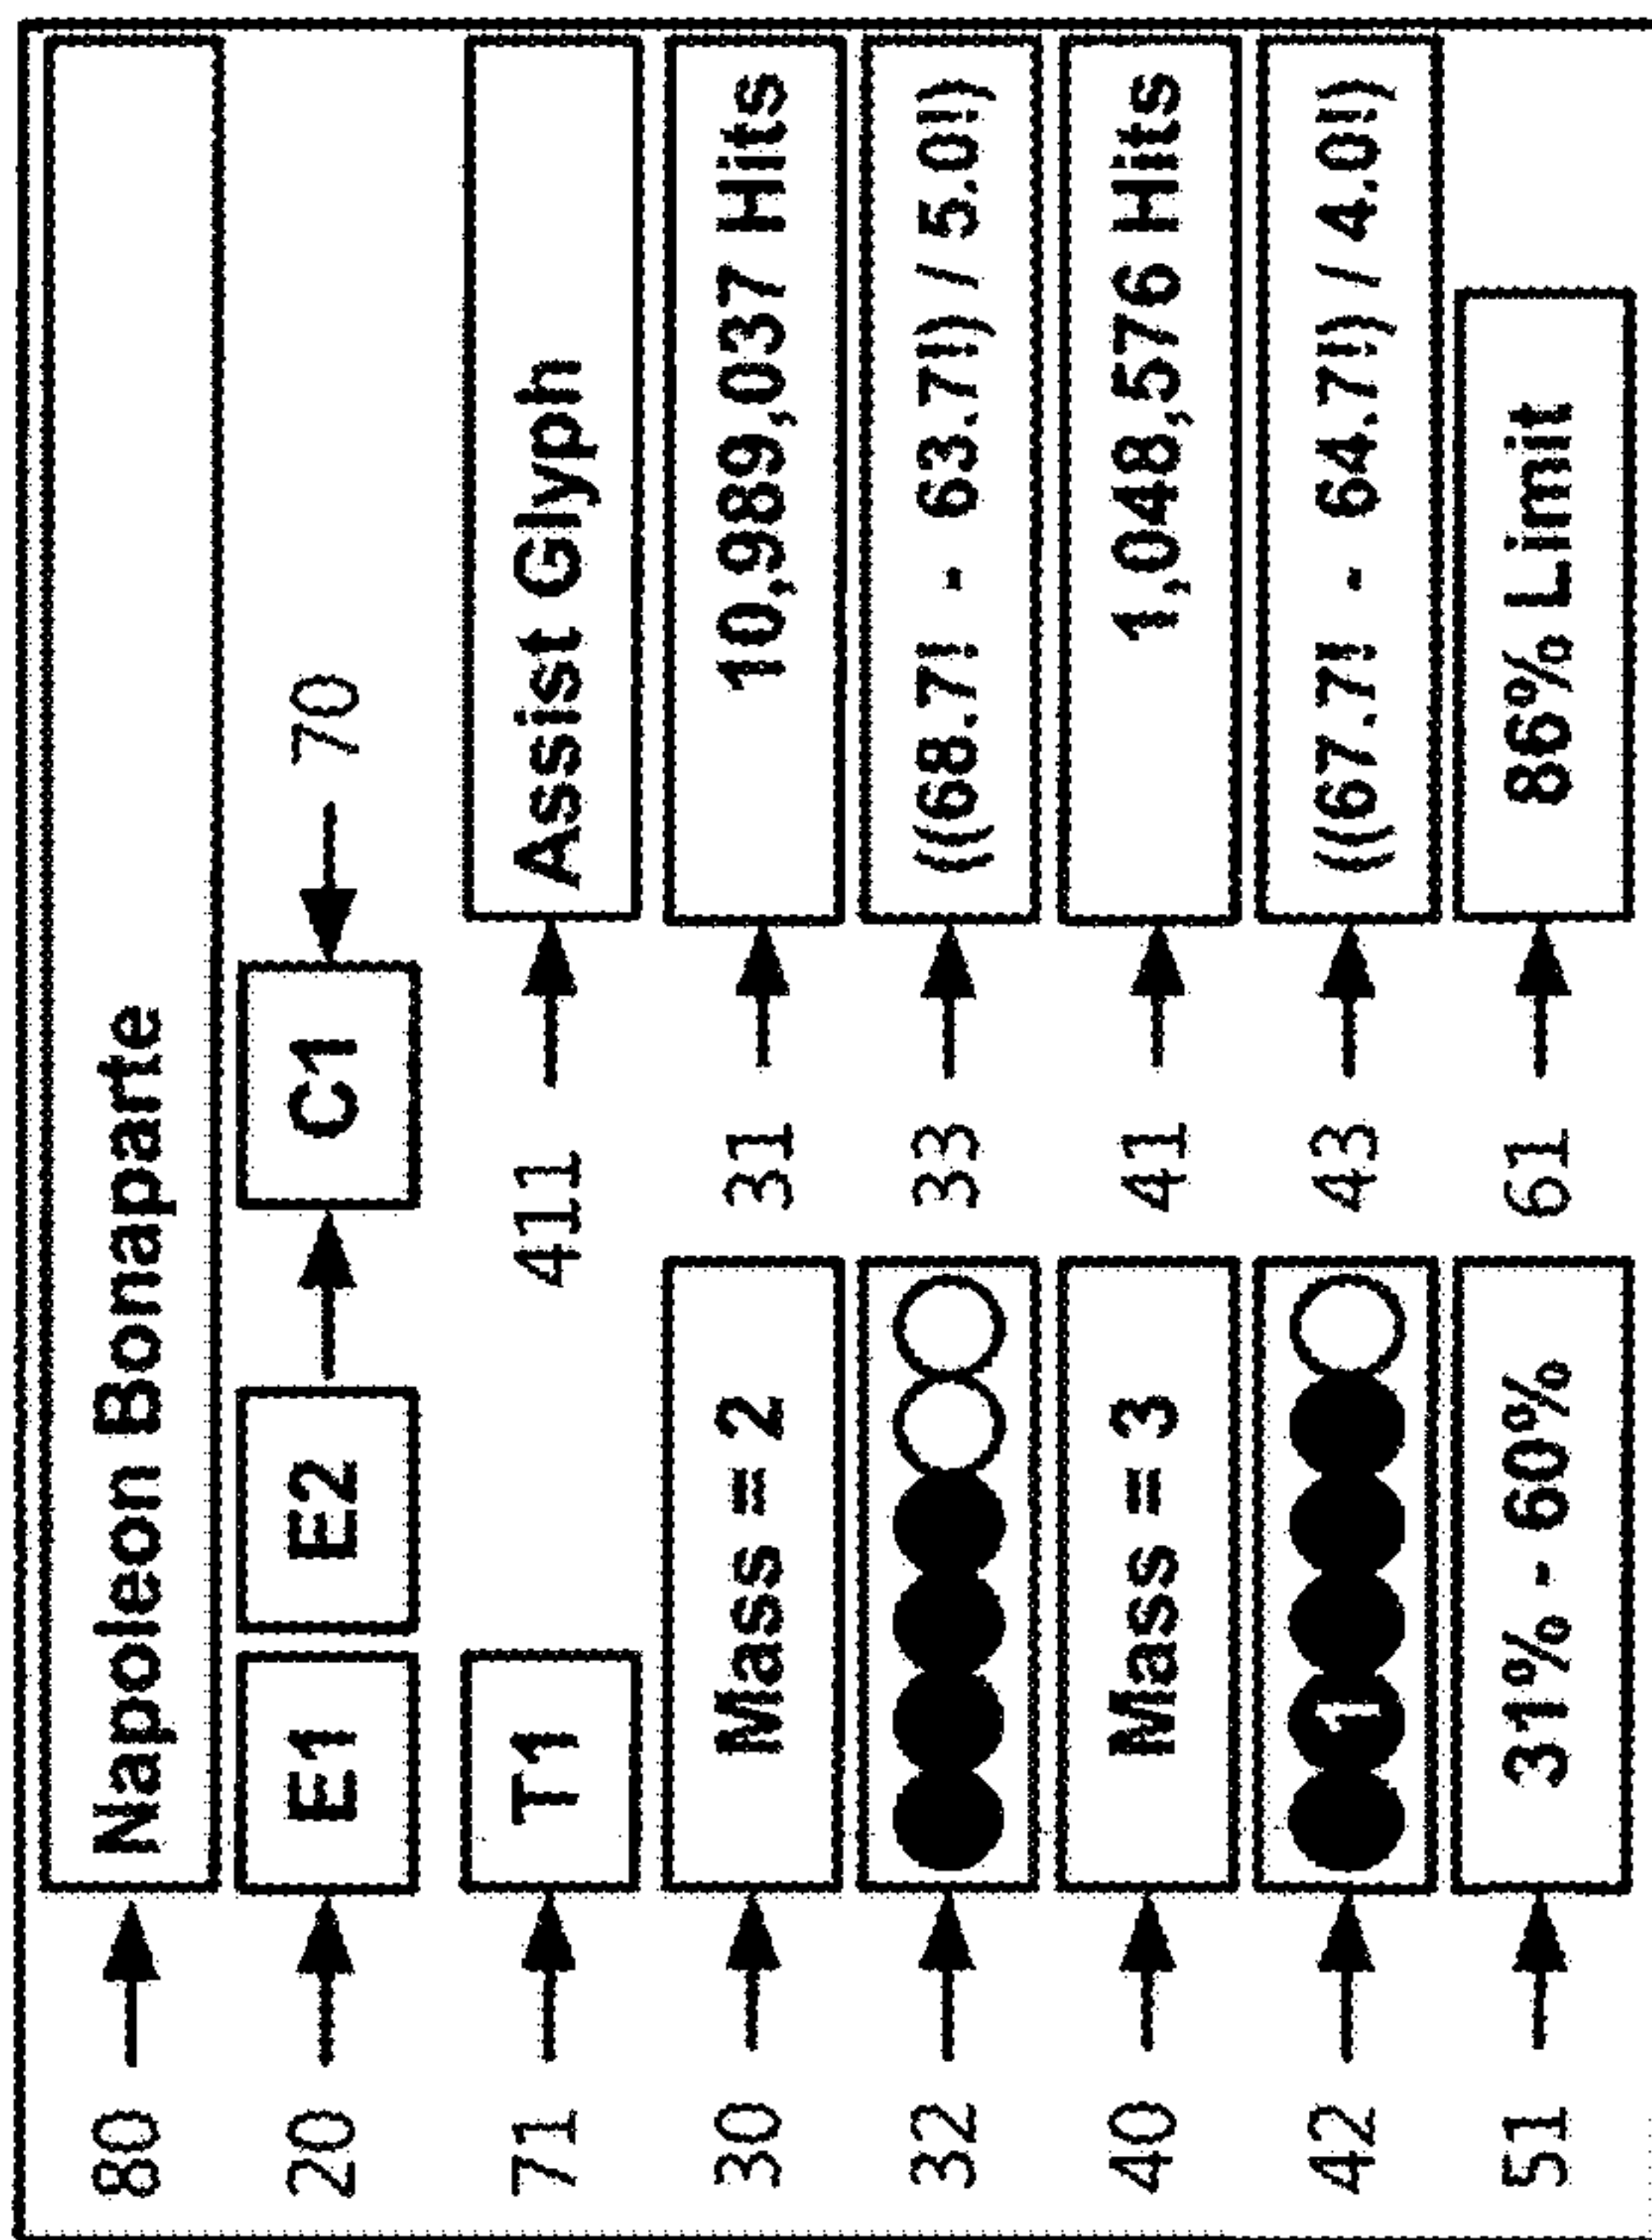 80 Napoleon Bonaparte
20 E1 E2 C1 70
71 T1 411 Assist Glyph
30 Mass = 2 31 10,989,037 Hits
32 33 ((68.7! - 63.7!) / 5.0!)
40 Mass = 3 41 1,048,576 Hits
42 1 43 ((67.7! - 64.7!) / 4.0!)
51 31% - 60% 61 86% Limit